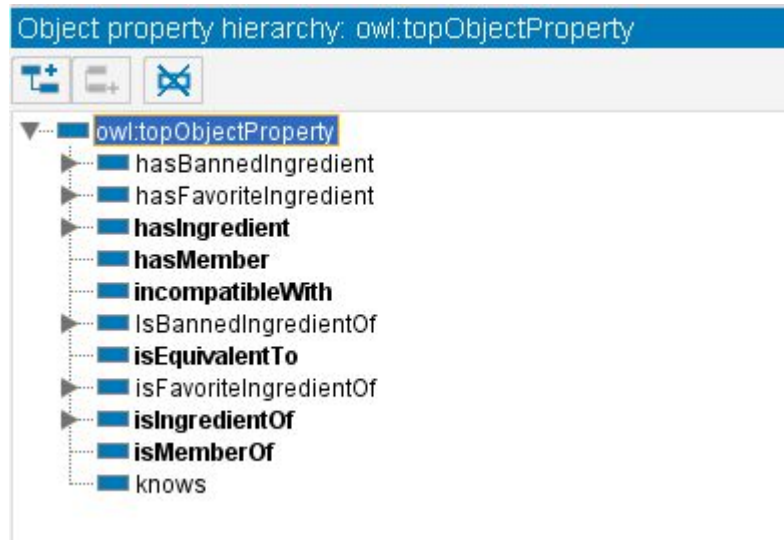 Object property hierarchy: owl:topObjectProperty
owl:topObjectProperty
hasBannedIngredient
hasFavoriteIngredient
hasIngredient
hasMember
incompatibleWith
IsBannedIngredientOf
isEquivalentTo
isFavoriteIngredientOf
isIngredientOf
isMemberOf
knows